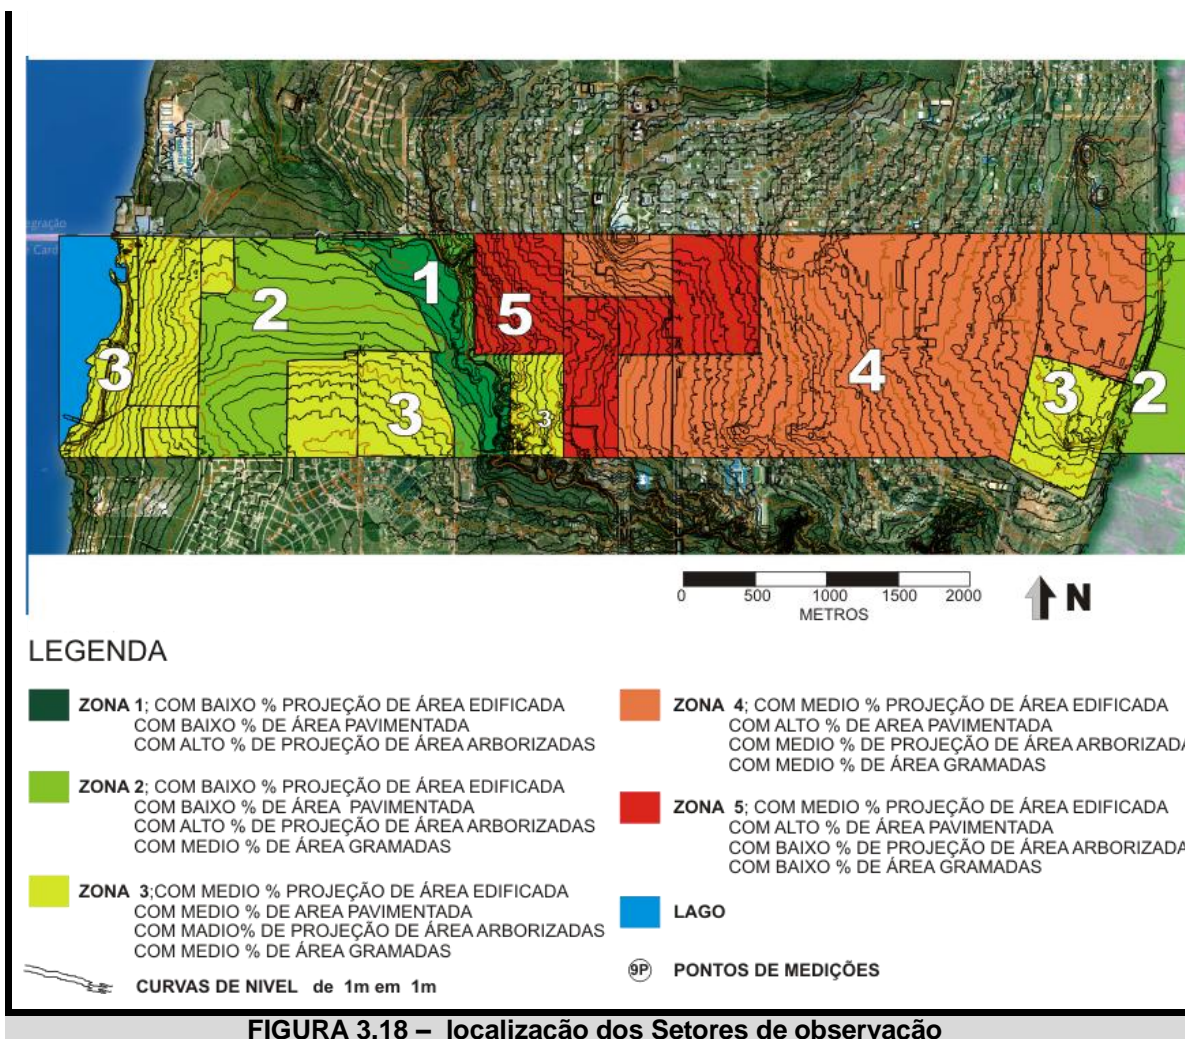 egração
Card
1
2
5
3
4
3
3
3
2
0 500 1000 1500 2000
METROS
N
LEGENDA
ZONA 1; COM BAIXO % PROJEÇÃO DE ÁREA EDIFICADA
COM BAIXO % DE ÁREA PAVIMENTADA
COM ALTO % DE PROJEÇÃO DE ÁREA ARBORIZADAS
ZONA 2; COM BAIXO % PROJEÇÃO DE ÁREA EDIFICADA
COM BAIXO % DE ÁREA PAVIMENTADA
COM ALTO % DE PROJEÇÃO DE ÁREA ARBORIZADAS
COM MEDIO % DE ÁREA GRAMADAS
ZONA 3;COM MEDIO % PROJEÇÃO DE ÁREA EDIFICADA
COM MEDIO % DE AREA PAVIMENTADA
COM MADIO% DE PROJEÇÃO DE ÁREA ARBORIZADAS
COM MEDIO % DE ÁREA GRAMADAS
CURVAS DE NIVEL de 1m em 1m
ZONA 4; COM MEDIO % PROJEÇÃO DE ÁREA EDIFICADA
COM ALTO % DE AREA PAVIMENTADA
COM MEDIO % DE PROJEÇÃO DE ÁREA ARBORIZADA
COM MEDIO % DE ÁREA GRAMADAS
ZONA 5; COM MEDIO % PROJEÇÃO DE ÁREA EDIFICADA
COM ALTO % DE ÁREA PAVIMENTADA
COM BAIXO % DE PROJEÇÃO DE ÁREA ARBORIZADA
COM BAIXO % DE ÁREA GRAMADAS
LAGO
9P PONTOS DE MEDIÇÕES
FIGURA 3.18 – localização dos Setores de observação